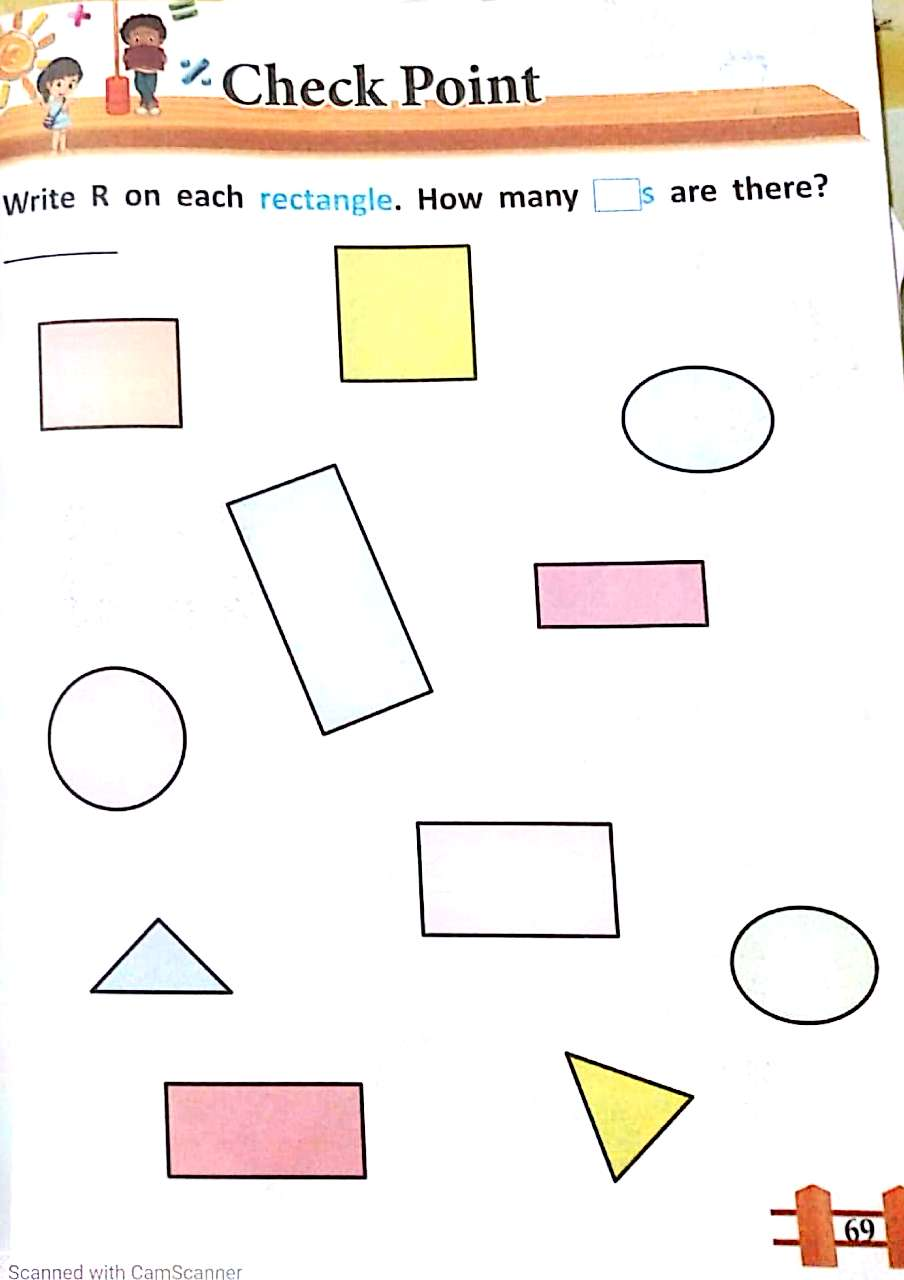 Check Point
Write R on each rectangle. How many s are there?
69
Scanned with CamScanner